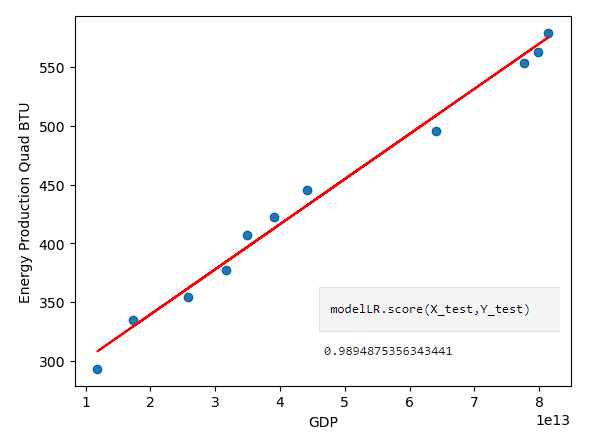 Energy Production Quad BTU
550
500
450
400
350
300
modelLR.score(X_test,Y_test)
0.9894875356343441
1 2 3 4 5 6 7 8
1e13
GDP